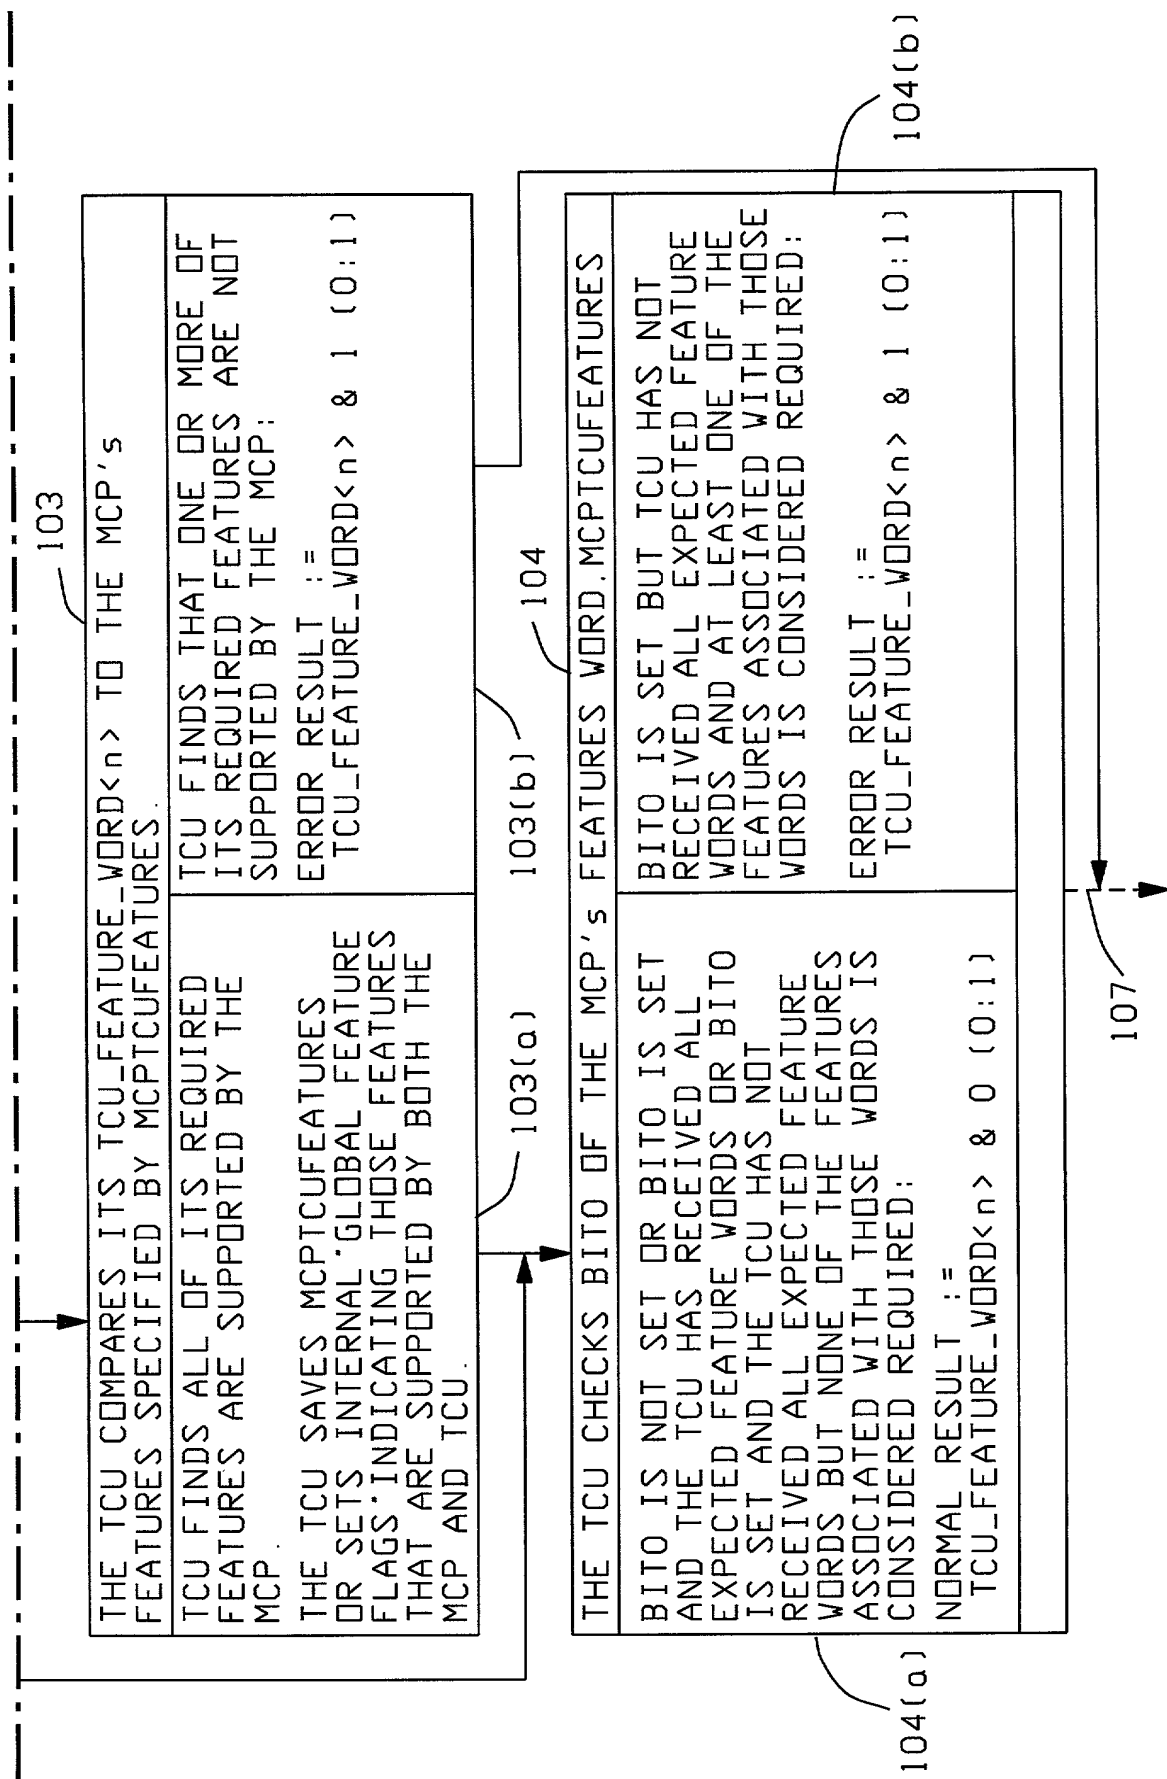 103
THE TCU COMPARES ITS TCU_FEATURE_WORD<n> TO THE MCP's
FEATURES SPECIFIED BY MCPTCUFEATURES.
TCU FINDS ALL OF ITS REQUIRED
FEATURES ARE SUPPORTED BY THE
MCP.
THE TCU SAVES MCPTCUFEATURES
OR SETS INTERNAL "GLOBAL FEATURE
FLAGS" INDICATING THOSE FEATURES
THAT ARE SUPPORTED BY BOTH THE
MCP AND TCU.
TCU FINDS THAT ONE OR MORE OF
ITS REQUIRED FEATURES ARE NOT
SUPPORTED BY THE MCP:
ERROR RESULT :=
TCU_FEATURE_WORD<n> & 1 (0:1)
103(a)
103(b)
104
THE TCU CHECKS BIT0 OF THE MCP's FEATURES WORD.MCPTCUFEATURES
BIT0 IS NOT SET OR BIT0 IS SET
AND THE TCU HAS RECEIVED ALL
EXPECTED FEATURE WORDS OR BIT0
IS SET AND THE TCU HAS NOT
RECEIVED ALL EXPECTED FEATURE
WORDS BUT NONE OF THE FEATURES
ASSOCIATED WITH THOSE WORDS IS
CONSIDERED REQUIRED:
NORMAL RESULT :=
TCU_FEATURE_WORD<n> & 0 (0:1)
BIT0 IS SET BUT TCU HAS NOT
RECEIVED ALL EXPECTED FEATURE
WORDS AND AT LEAST ONE OF THE
FEATURES ASSOCIATED WITH THOSE
WORDS IS CONSIDERED REQUIRED:
ERROR RESULT :=
TCU_FEATURE_WORD<n> & 1 (0:1)
104(a)
104(b)
107